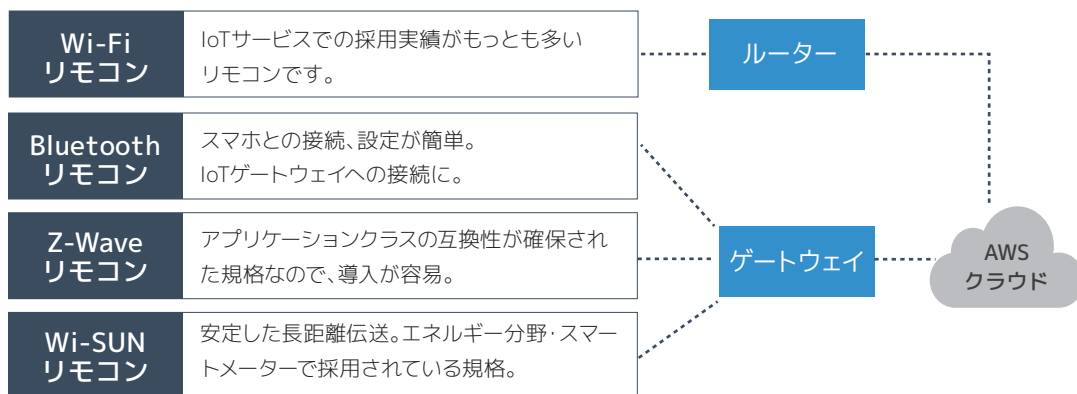 Wi-Fi
リモコン
IoTサービスでの採用実績がもっとも多い
リモコンです。
ルーター
Bluetooth
リモコン
スマホとの接続、設定が簡単。
IoTゲートウェイへの接続に。
Z-Wave
リモコン
アプリケーションクラスの互換性が確保され
た規格なので、導入が容易。
ゲートウェイ
AWS
クラウド
Wi-SUN
リモコン
安定した長距離伝送。エネルギー分野・スマー
トメーターで採用されている規格。